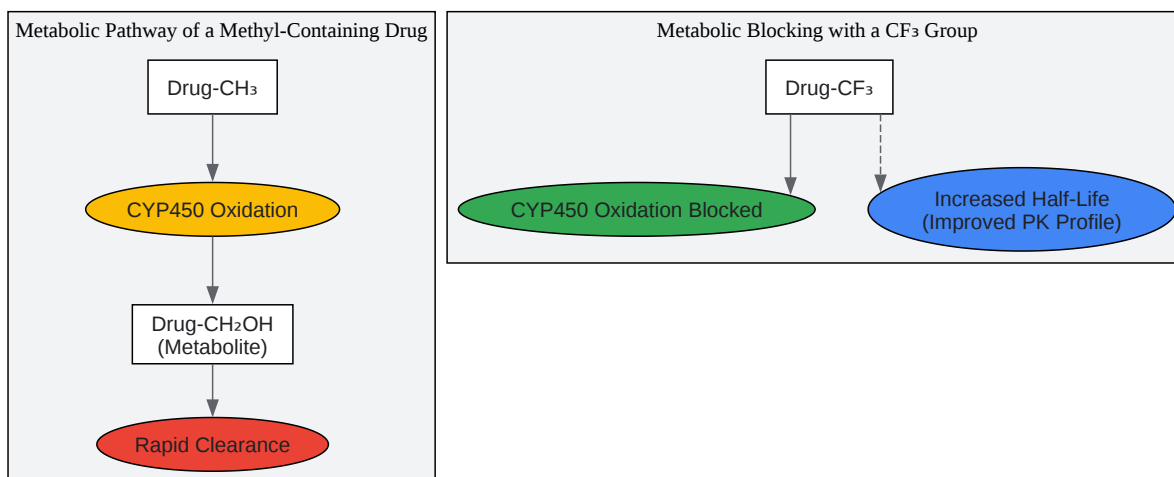 Metabolic Pathway of a Methyl-Containing Drug
Drug-CH₃
CYP450 Oxidation
Drug-CH₂OH
(Metabolite)
Rapid Clearance
Metabolic Blocking with a CF₃ Group
Drug-CF₃
CYP450 Oxidation Blocked
Increased Half-Life
(Improved PK Profile)